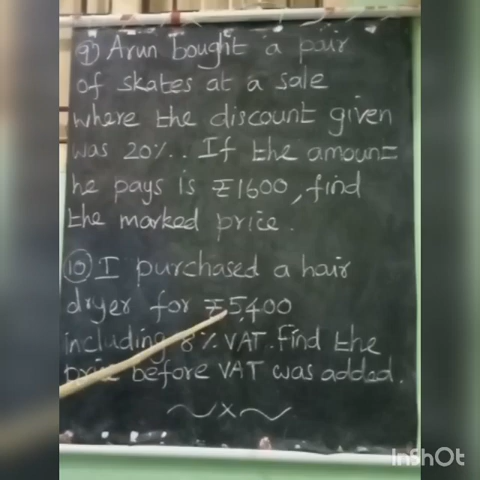 9) Arun bought a pair
of skates at a sale
where the discount given
was 20%. If the amount
he pays is ₹1600, find
the marked price.
10) I purchased a hair
dryer for ₹5400
including 8% VAT. Find the
price before VAT was added.
~x~
InShOt